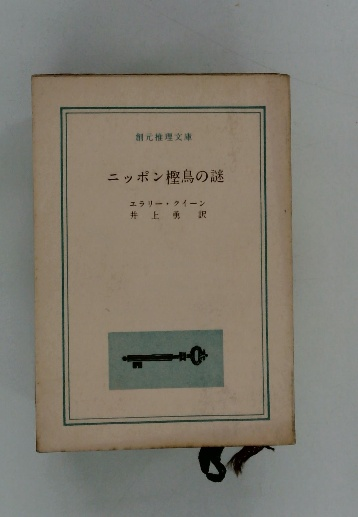 創元推理文庫
ニッポン樫鳥の謎
エラリー・クイーン
井上勇 訳